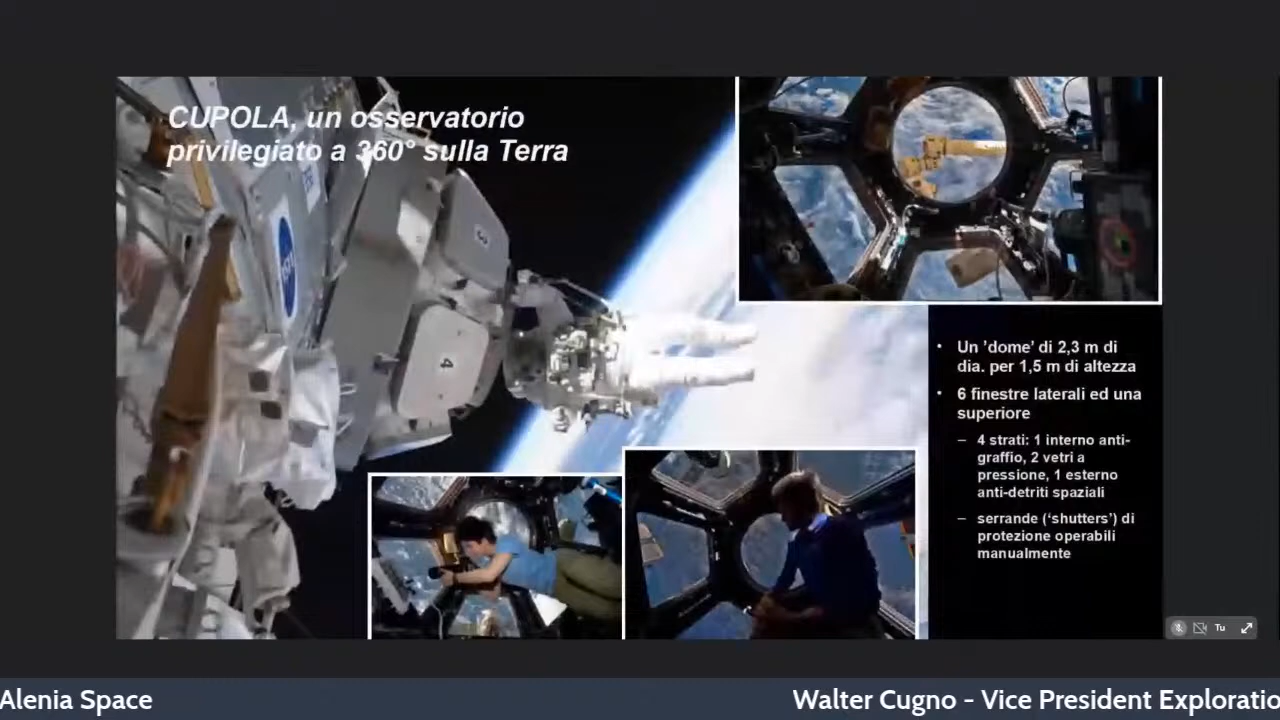 CUPOLA, un osservatorio
privilegiato a 360° sulla Terra
4
• Un 'dome' di 2,3 m di
dia. per 1,5 m di altezza
• 6 finestre laterali ed una
superiore
– 4 strati: 1 interno anti-
graffio, 2 vetri a
pressione, 1 esterno
anti-detriti spaziali
– serrande ('shutters') di
protezione operabili
manualmente
Tu
Alenia Space
Walter Cugno - Vice President Exploratio